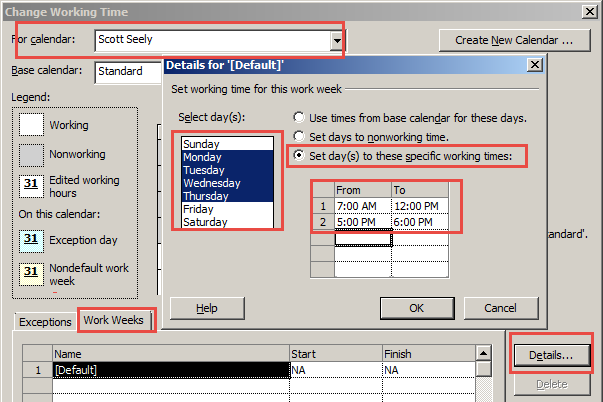 Change Working Time
For calendar: Scott Seely
Create New Calendar ...
Base calendar: Standard
Legend:
Working
Nonworking
31 Edited working
hours
On this calendar:
31 Exception day
31 Nondefault work
week
Details for '[Default]'
Set working time for this work week
Select day(s):
Sunday
Monday
Tuesday
Wednesday
Thursday
Friday
Saturday
Use times from base calendar for these days.
Set days to nonworking time.
Set day(s) to these specific working times:
From To
1 7:00 AM 12:00 PM
2 5:00 PM 6:00 PM
Help
OK
Cancel
tandard'.
Exceptions Work Weeks
Name Start Finish
1 [Default] NA NA
Details...
Delete